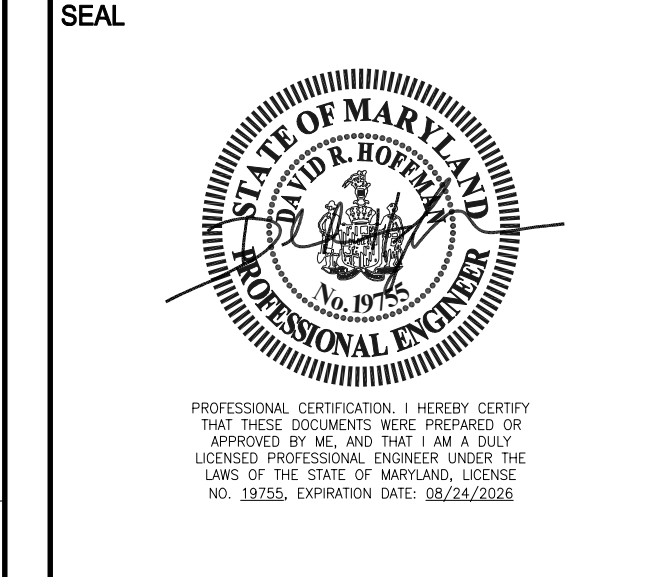 SEAL
STATE OF MARYLAND
DAVID R. HOFFMAN
No. 19755
PROFESSIONAL ENGINEER
PROFESSIONAL CERTIFICATION. I HEREBY CERTIFY
THAT THESE DOCUMENTS WERE PREPARED OR
APPROVED BY ME, AND THAT I AM A DULY
LICENSED PROFESSIONAL ENGINEER UNDER THE
LAWS OF THE STATE OF MARYLAND, LICENSE
NO. 19755, EXPIRATION DATE: 08/24/2026